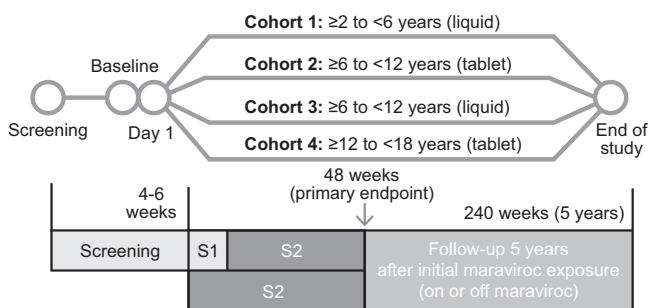 Cohort 1: ≥2 to <6 years (liquid)
Baseline
Cohort 2: ≥6 to <12 years (tablet)
Cohort 3: ≥6 to <12 years (liquid)
Screening
Day 1
Cohort 4: ≥12 to <18 years (tablet)
End of
study
48 weeks
(primary endpoint)
4-6
weeks
240 weeks (5 years)
Screening
S1
S2
S2
Follow-up 5 years
after initial maraviroc exposure
(on or off maraviroc)